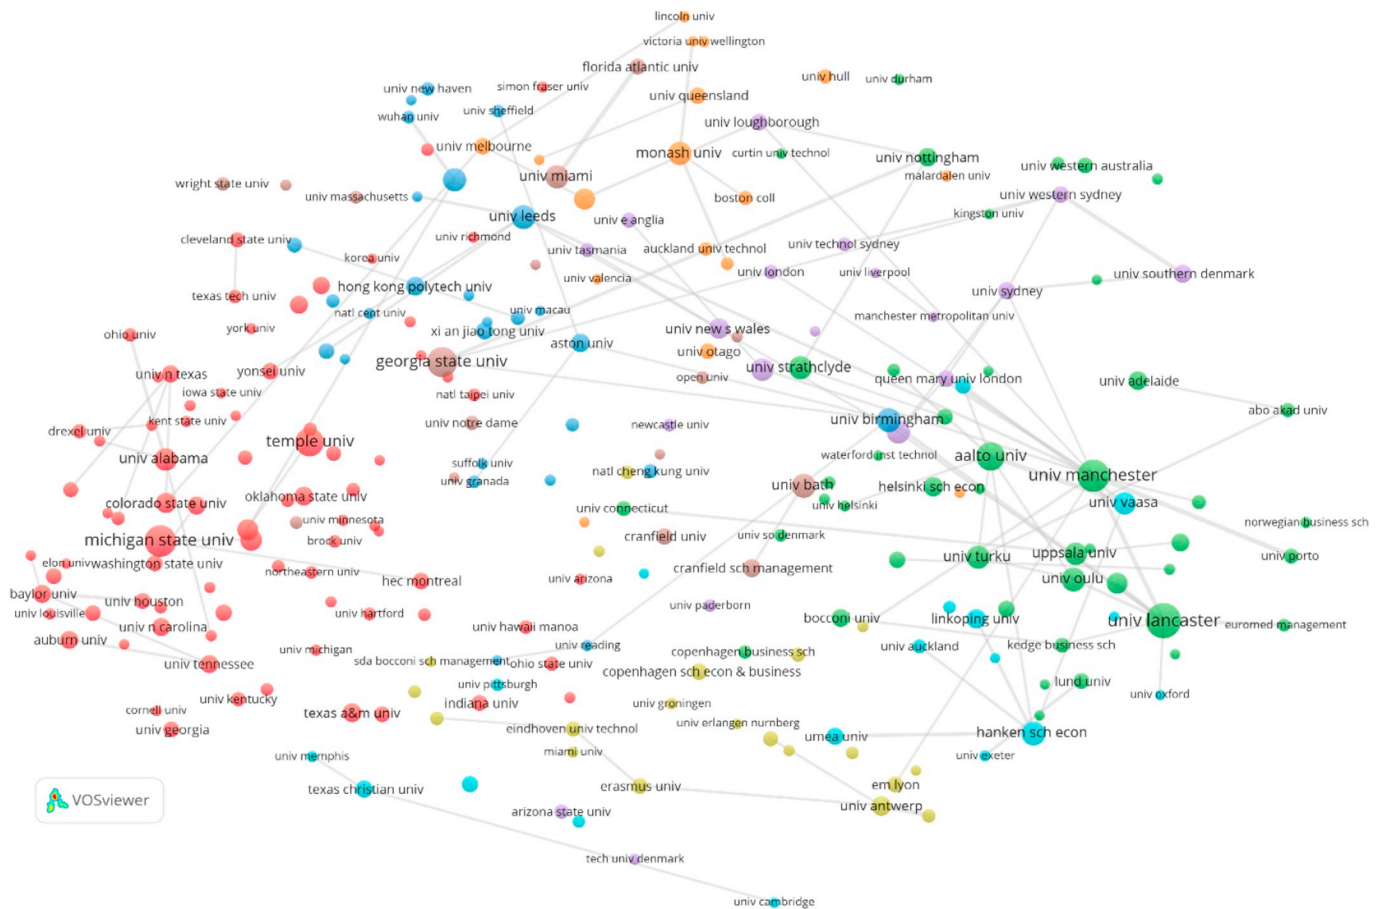 lincoln univ
victoria univ wellington
florida atlantic univ
univ hull
univ durham
univ new haven
simon fraser univ
univ queensland
wuhan univ
univ sheffield
univ loughborough
univ melbourne
monash univ
curtin univ technol
univ nottingham
univ western australia
malardalen univ
wright state univ
univ miami
univ massachusetts
boston coll
univ western sydney
univ leeds
univ e anglia
kingston univ
cleveland state univ
univ richmond
univ tasmania
auckland univ technol
univ technol sydney
korea univ
univ valencia
univ london
univ liverpool
univ southern denmark
texas tech univ
hong kong polytech univ
univ sydney
natl cent univ
univ macau
manchester metropolitan univ
ohio univ
york univ
xi an jiao tong univ
aston univ
univ new s wales
georgia state univ
univ otago
univ n texas
yonsei univ
open univ
univ strathclyde
queen mary univ london
univ adelaide
iowa state univ
natl taipei univ
abo akad univ
kent state univ
drexel univ
univ notre dame
newcastle univ
univ birmingham
temple univ
waterford inst technol
aalto univ
univ alabama
suffolk univ
natl cheng kung univ
univ manchester
univ granada
univ bath
helsinki sch econ
colorado state univ
oklahoma state univ
univ connecticut
univ helsinki
univ vaasa
univ minnesota
norwegian business sch
michigan state univ
brock univ
cranfield univ
univ so denmark
univ turku
uppsala univ
univ porto
elon univ
washington state univ
northeastern univ
hec montreal
univ arizona
cranfield sch management
univ oulu
baylor univ
univ houston
univ louisville
univ hartford
univ paderborn
bocconi univ
linkoping univ
univ lancaster
euromed management
univ n carolina
univ hawaii manoa
auburn univ
univ michigan
univ reading
univ auckland
kedge business sch
univ tennessee
sda bocconi sch management
ohio state univ
copenhagen business sch
copenhagen sch econ & business
univ pittsburgh
lund univ
univ oxford
univ kentucky
cornell univ
texas a&m univ
indiana univ
univ groningen
univ georgia
eindhoven univ technol
univ erlangen nurnberg
umea univ
hanken sch econ
univ memphis
miami univ
univ exeter
texas christian univ
erasmus univ
em lyon
VOSviewer
arizona state univ
univ antwerp
tech univ denmark
univ cambridge